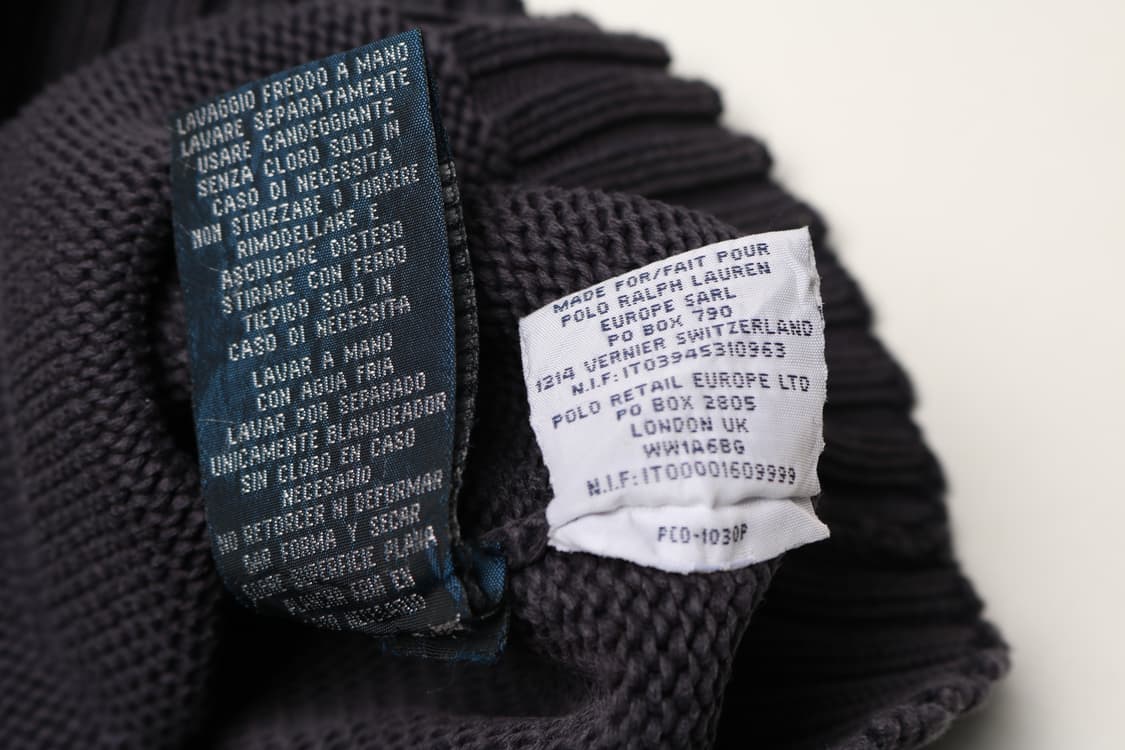 LAVAGGIO FREDDO A MANO
LAVARE SEPARATAMENTE
USARE CANDEGGIANTE
SENZA CLORO SOLO IN
CASO DI NECESSITA
NON STRIZZARE O TORCERE
RIMODELLARE E
ASCIUGARE DISTESO
STIRARE CON FERRO
TIEPIDO SOLO IN
CASO DI NECESSITA
LAVAR A MANO
CON AGUA FRIA
LAVAR POR SEPARADO
UNICAMENTE BLANQUEADOR
SIN CLORO EN CASO
NECESARIO
NO RETORCER NI DEFORMAR
DAR FORMA Y SECAR
SUPERFICIE PLANA
MADE FOR/FAIT POUR
POLO RALPH LAUREN
EUROPE SARL
PO BOX 790
1214 VERNIER SWITZERLAND
N.I.F:IT03945310963
POLO RETAIL EUROPE LTD
PO BOX 2805
LONDON UK
WW1A6BG
N.I.F:IT00001609999
PCO-1030P